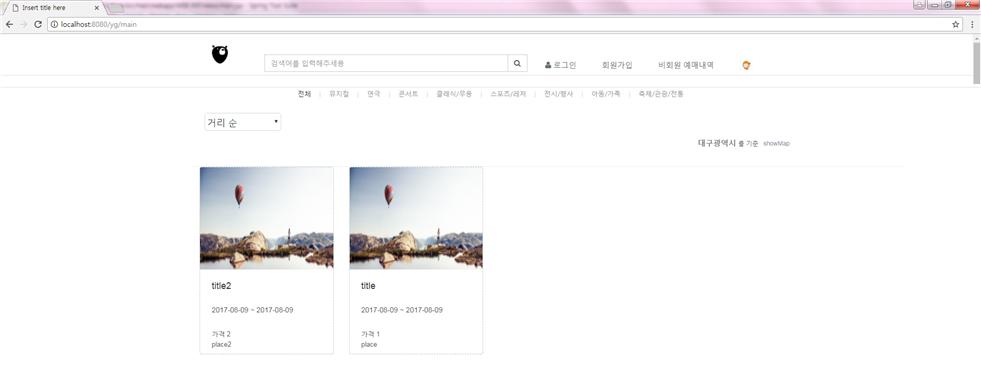 Insert title here
localhost:8080/yg/main
검색어를 입력해주세용
로그인 회원가입 비회원 예매내역
전체 | 뮤지컬 | 연극 | 콘서트 | 클래식/무용 | 스포츠/레저 | 전시/행사 | 아동/가족 | 축제/관광/전통
거리 순
대구광역시 를 기준 showMap
title2 title
2017-08-09 ~ 2017-08-09 2017-08-09 ~ 2017-08-09
가격 2 가격 1
place2 place